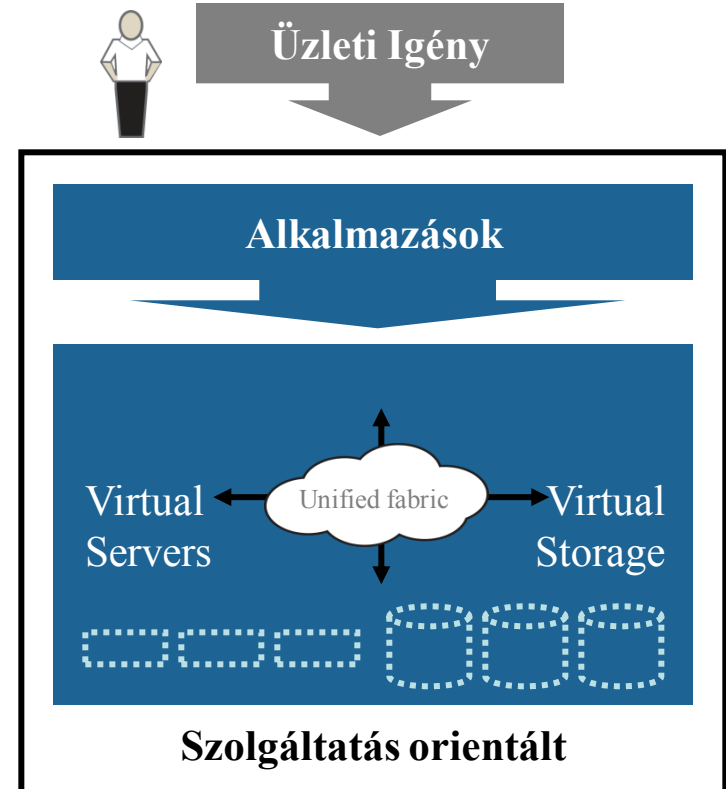 Üzleti Igény
Alkalmazások
Unified fabric
Virtual
Servers
Virtual
Storage
Szolgáltatás orientált